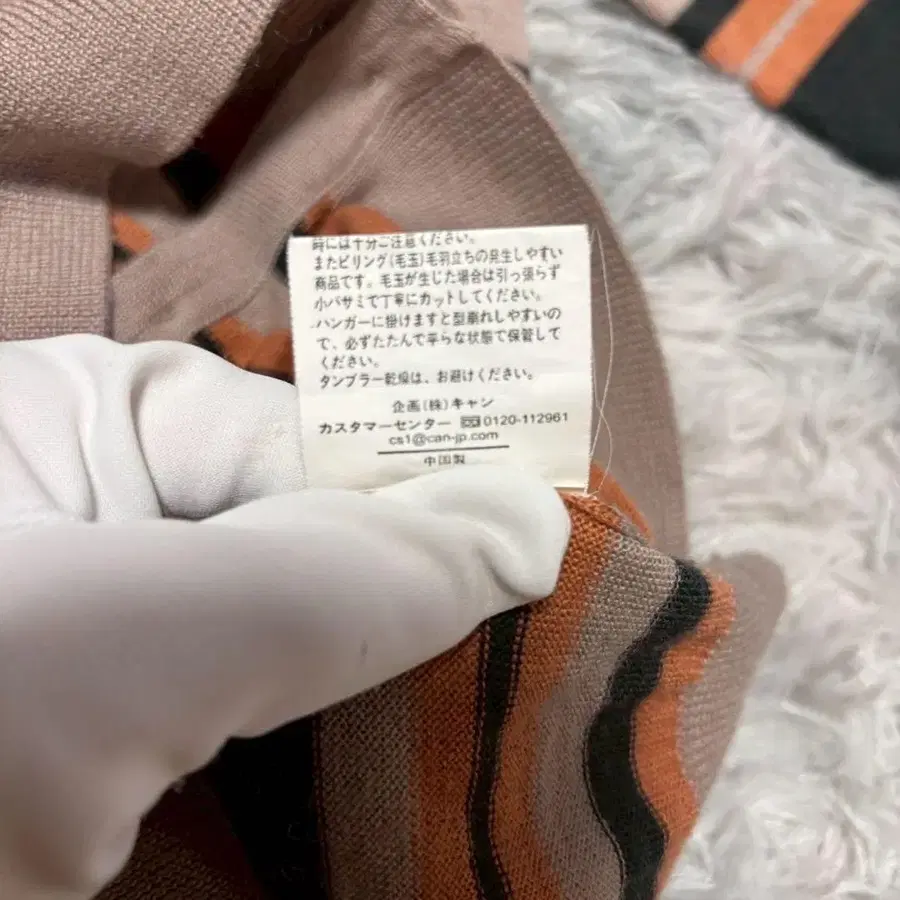 時には十分ご注意ください。
またピリング(毛玉)毛羽立ちの発生しやすい
商品です。毛玉が生じた場合は引っ張らず
小バサミで丁寧にカットしてください。
ハンガーに掛けますと型崩れしやすいの
で、必ずたたんで平らな状態で保管して
ください。
タンブラー乾燥は、お避けください。
企画(株)キャン
カスタマーセンター 0120-112961
cs1@can-jp.com
中国製